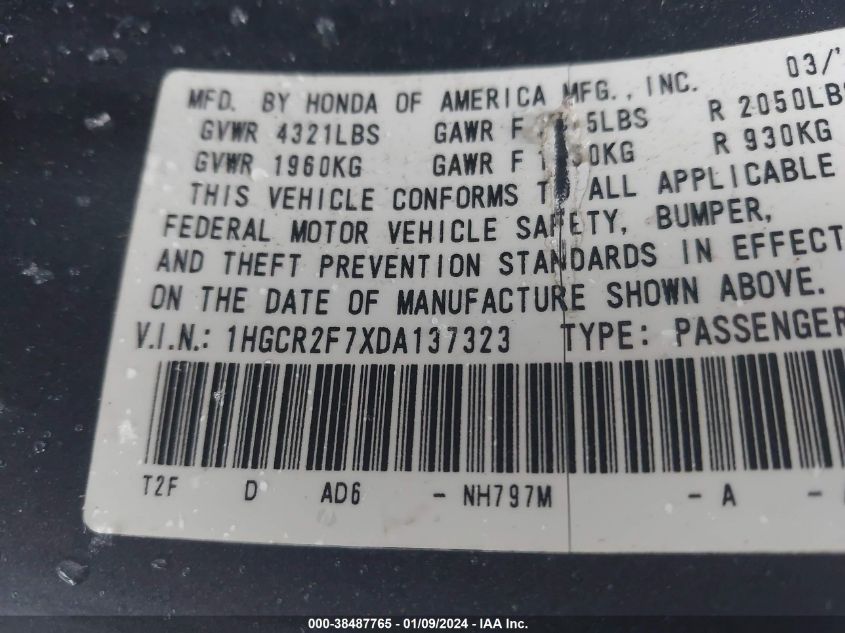 MFD. BY HONDA OF AMERICA MFG., INC. 03/'
GVWR 4321LBS GAWR F 5LBS R 2050LB
GVWR 1960KG GAWR F R 930KG
THIS VEHICLE CONFORMS ALL APPLICABLE
FEDERAL MOTOR VEHICLE SAFETY, BUMPER,
AND THEFT PREVENTION STANDARDS IN EFFECT
ON THE DATE OF MANUFACTURE SHOWN ABOVE.
V.I.N.: 1HGCR2F7XDA137323 TYPE: PASSENGER
T2F D AD6 - NH797M - A -
000-38487765 - 01/09/2024 - IAA Inc.